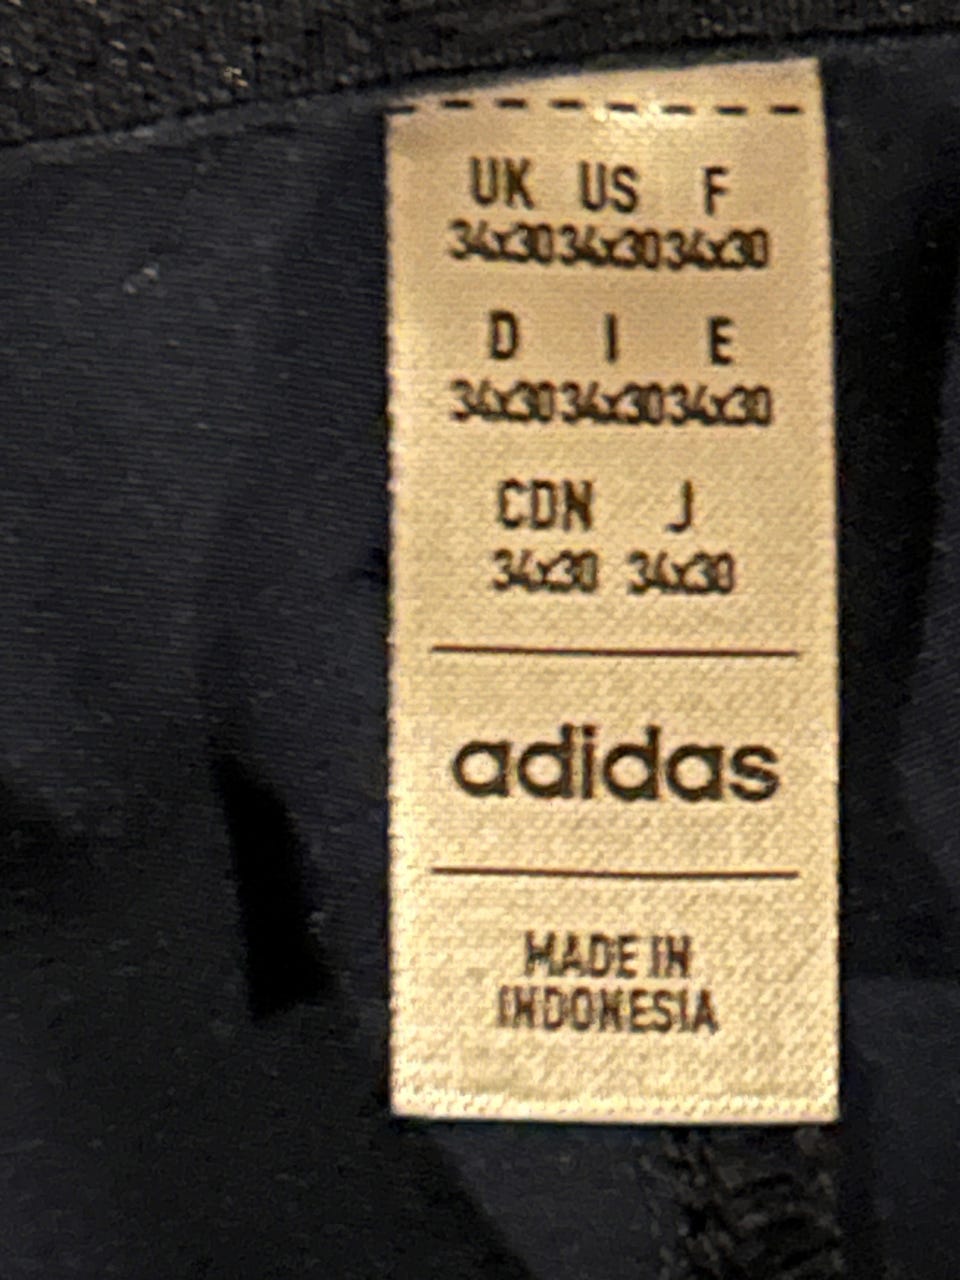 UK US F
34x30 34x30 34x30
D I E
34x30 34x30 34x30
CDN J
34x30 34x30
adidas
MADE IN
INDONESIA